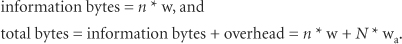 information bytes = n * w, and
total bytes = information bytes + overhead = n * w + N * wₐ.